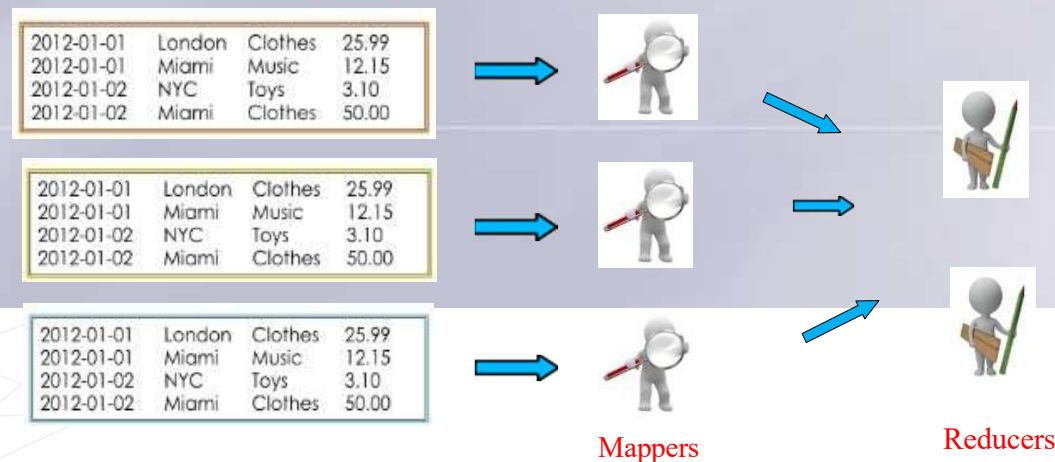 2012-01-01 London Clothes 25.99
2012-01-01 Miami Music 12.15
2012-01-02 NYC Toys 3.10
2012-01-02 Miami Clothes 50.00
2012-01-01 London Clothes 25.99
2012-01-01 Miami Music 12.15
2012-01-02 NYC Toys 3.10
2012-01-02 Miami Clothes 50.00
2012-01-01 London Clothes 25.99
2012-01-01 Miami Music 12.15
2012-01-02 NYC Toys 3.10
2012-01-02 Miami Clothes 50.00
Mappers
Reducers